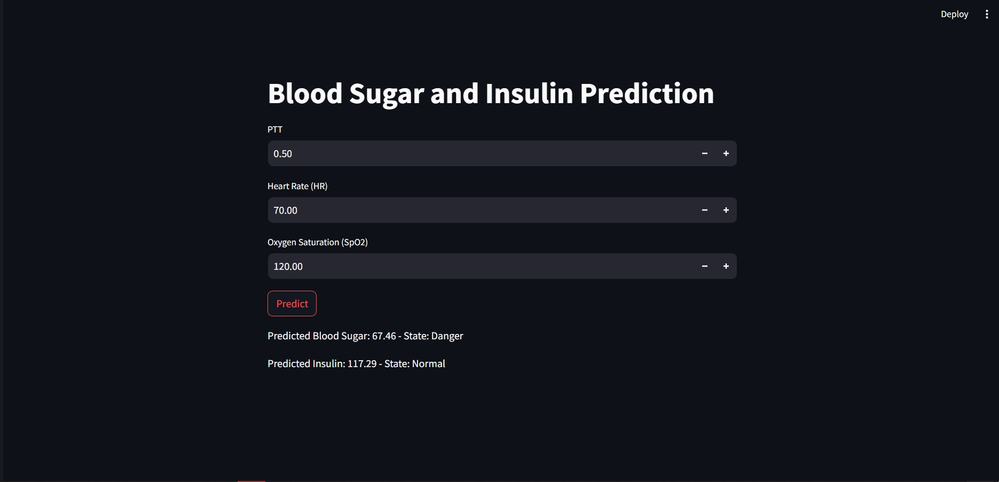 Deploy
Blood Sugar and Insulin Prediction
PTT
0.50
Heart Rate (HR)
70.00
Oxygen Saturation (SpO2)
120.00
Predict
Predicted Blood Sugar: 67.46 - State: Danger
Predicted Insulin: 117.29 - State: Normal